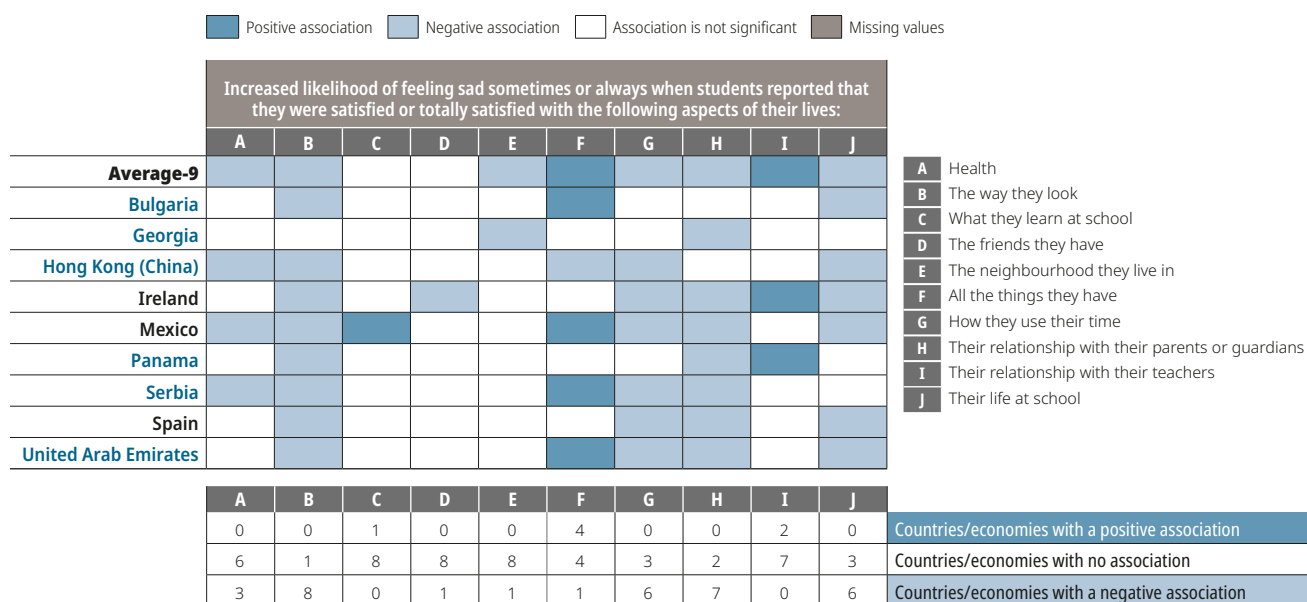 Positive association Negative association Association is not significant Missing values
Increased likelihood of feeling sad sometimes or always when students reported that
they were satisfied or totally satisfied with the following aspects of their lives:
A B C D E F G H I J
Average-9
Bulgaria
Georgia
Hong Kong (China)
Ireland
Mexico
Panama
Serbia
Spain
United Arab Emirates
A Health
B The way they look
C What they learn at school
D The friends they have
E The neighbourhood they live in
F All the things they have
G How they use their time
H Their relationship with their parents or guardians
I Their relationship with their teachers
J Their life at school
A B C D E F G H I J
0 0 1 0 0 4 0 0 2 0 Countries/economies with a positive association
6 1 8 8 8 4 3 2 7 3 Countries/economies with no association
3 8 0 1 1 1 6 7 0 6 Countries/economies with a negative association